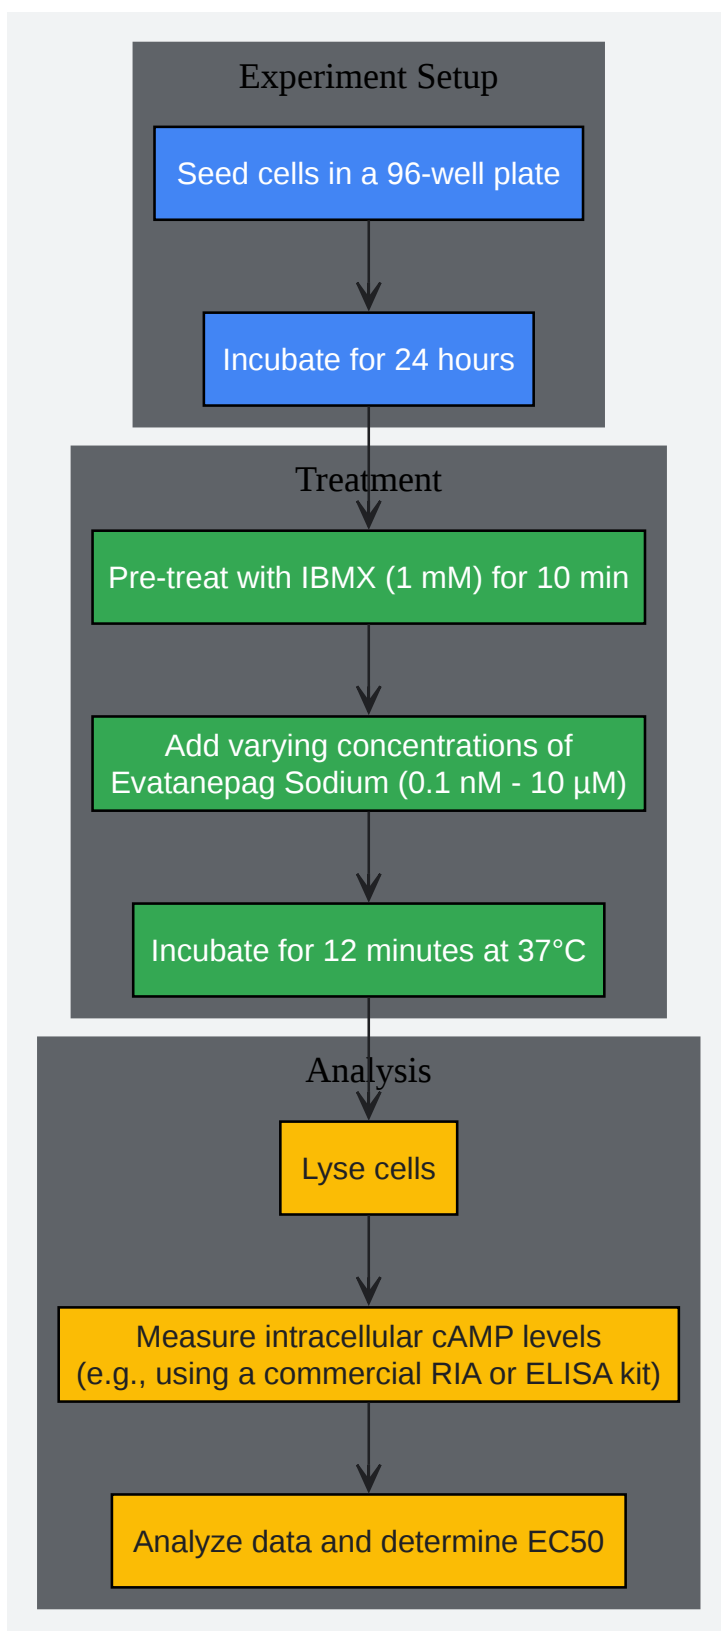 Experiment Setup
Seed cells in a 96-well plate
Incubate for 24 hours
Treatment
Pre-treat with IBMX (1 mM) for 10 min
Add varying concentrations of
Evatanepag Sodium (0.1 nM - 10 µM)
Incubate for 12 minutes at 37°C
Analysis
Lyse cells
Measure intracellular cAMP levels
(e.g., using a commercial RIA or ELISA kit)
Analyze data and determine EC50